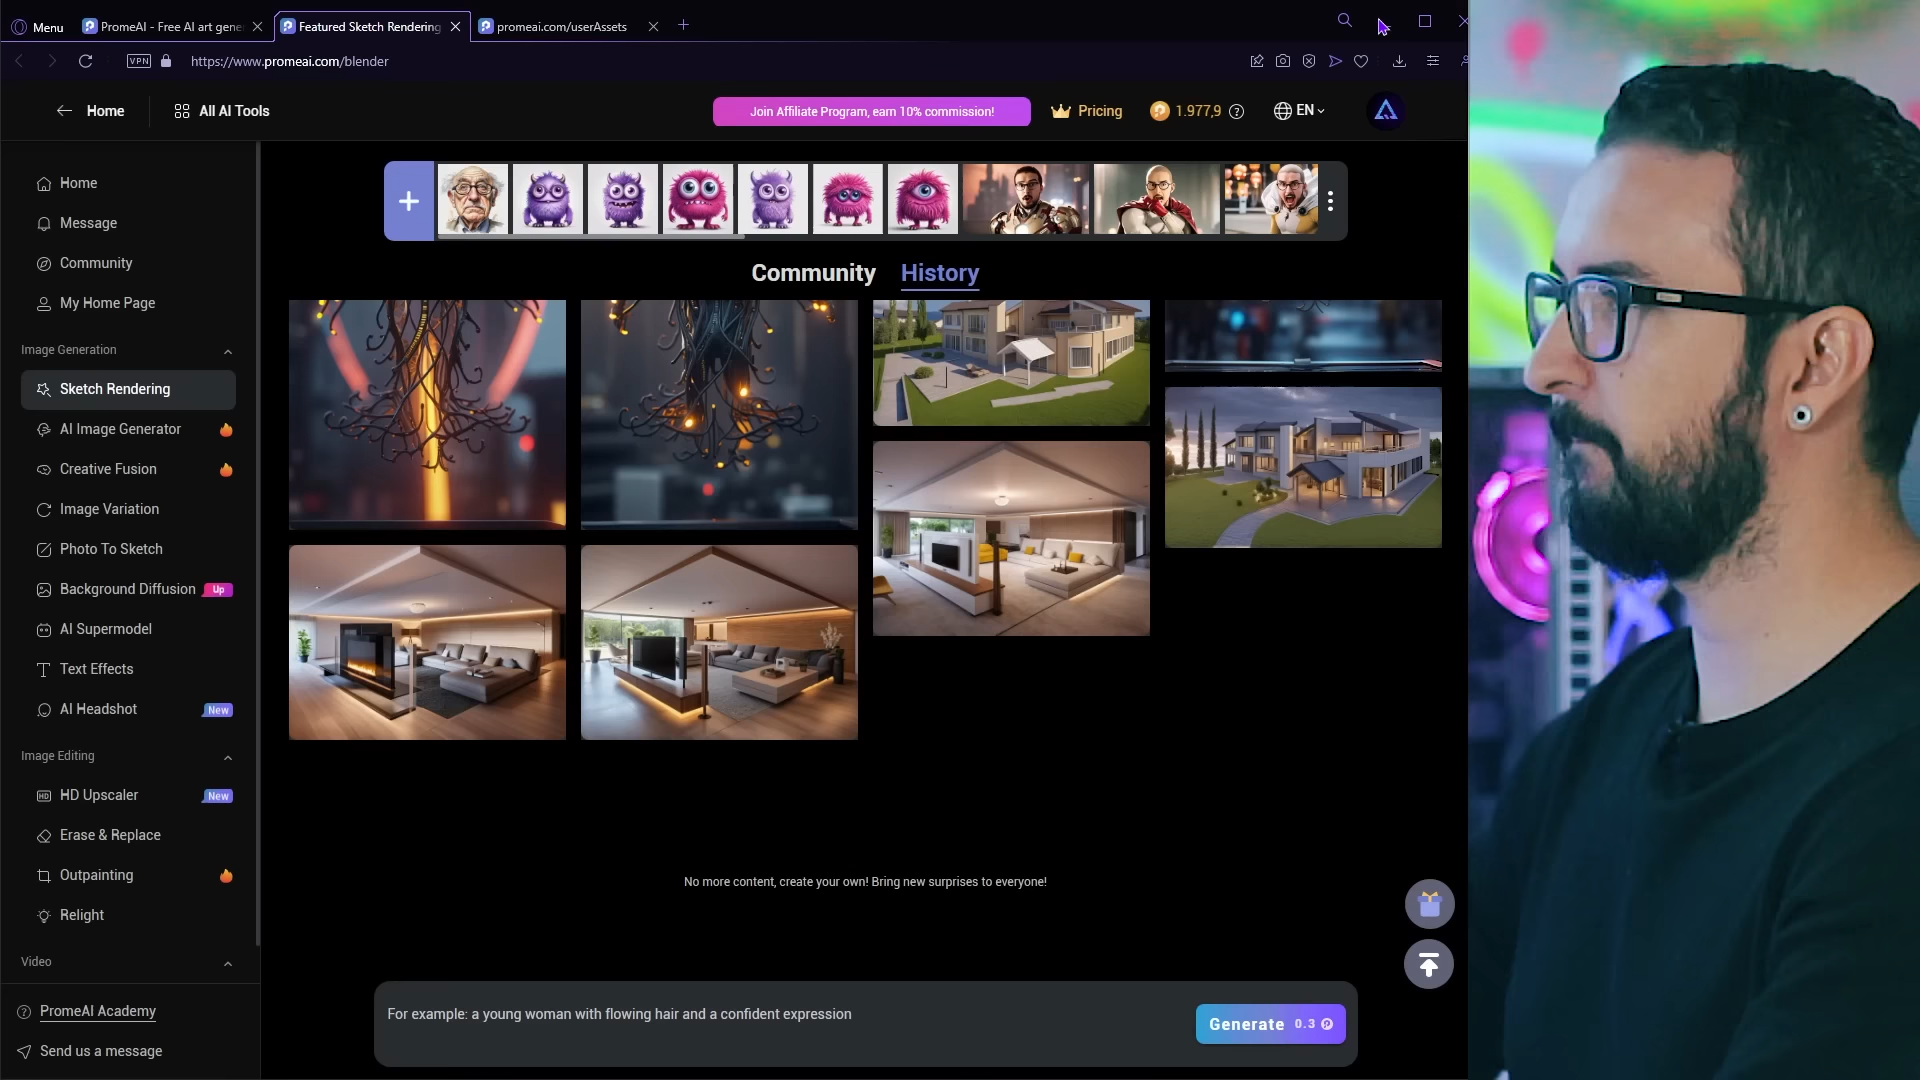 Menu
PromeAI - Free AI art gene
Featured Sketch Rendering
promeai.com/userAssets
VPN
https://www.promeai.com/blender
Home
All AI Tools
Join Affiliate Program, earn 10% commission!
Pricing
1.977,9
EN
Home
Message
Community
My Home Page
Image Generation
Sketch Rendering
AI Image Generator
Creative Fusion
Image Variation
Photo To Sketch
Background Diffusion
Up
AI Supermodel
Text Effects
AI Headshot
New
Image Editing
HD Upscaler
New
Erase & Replace
Outpainting
Relight
Video
PromeAI Academy
Send us a message
Community
History
No more content, create your own! Bring new surprises to everyone!
For example: a young woman with flowing hair and a confident expression
Generate 0.3